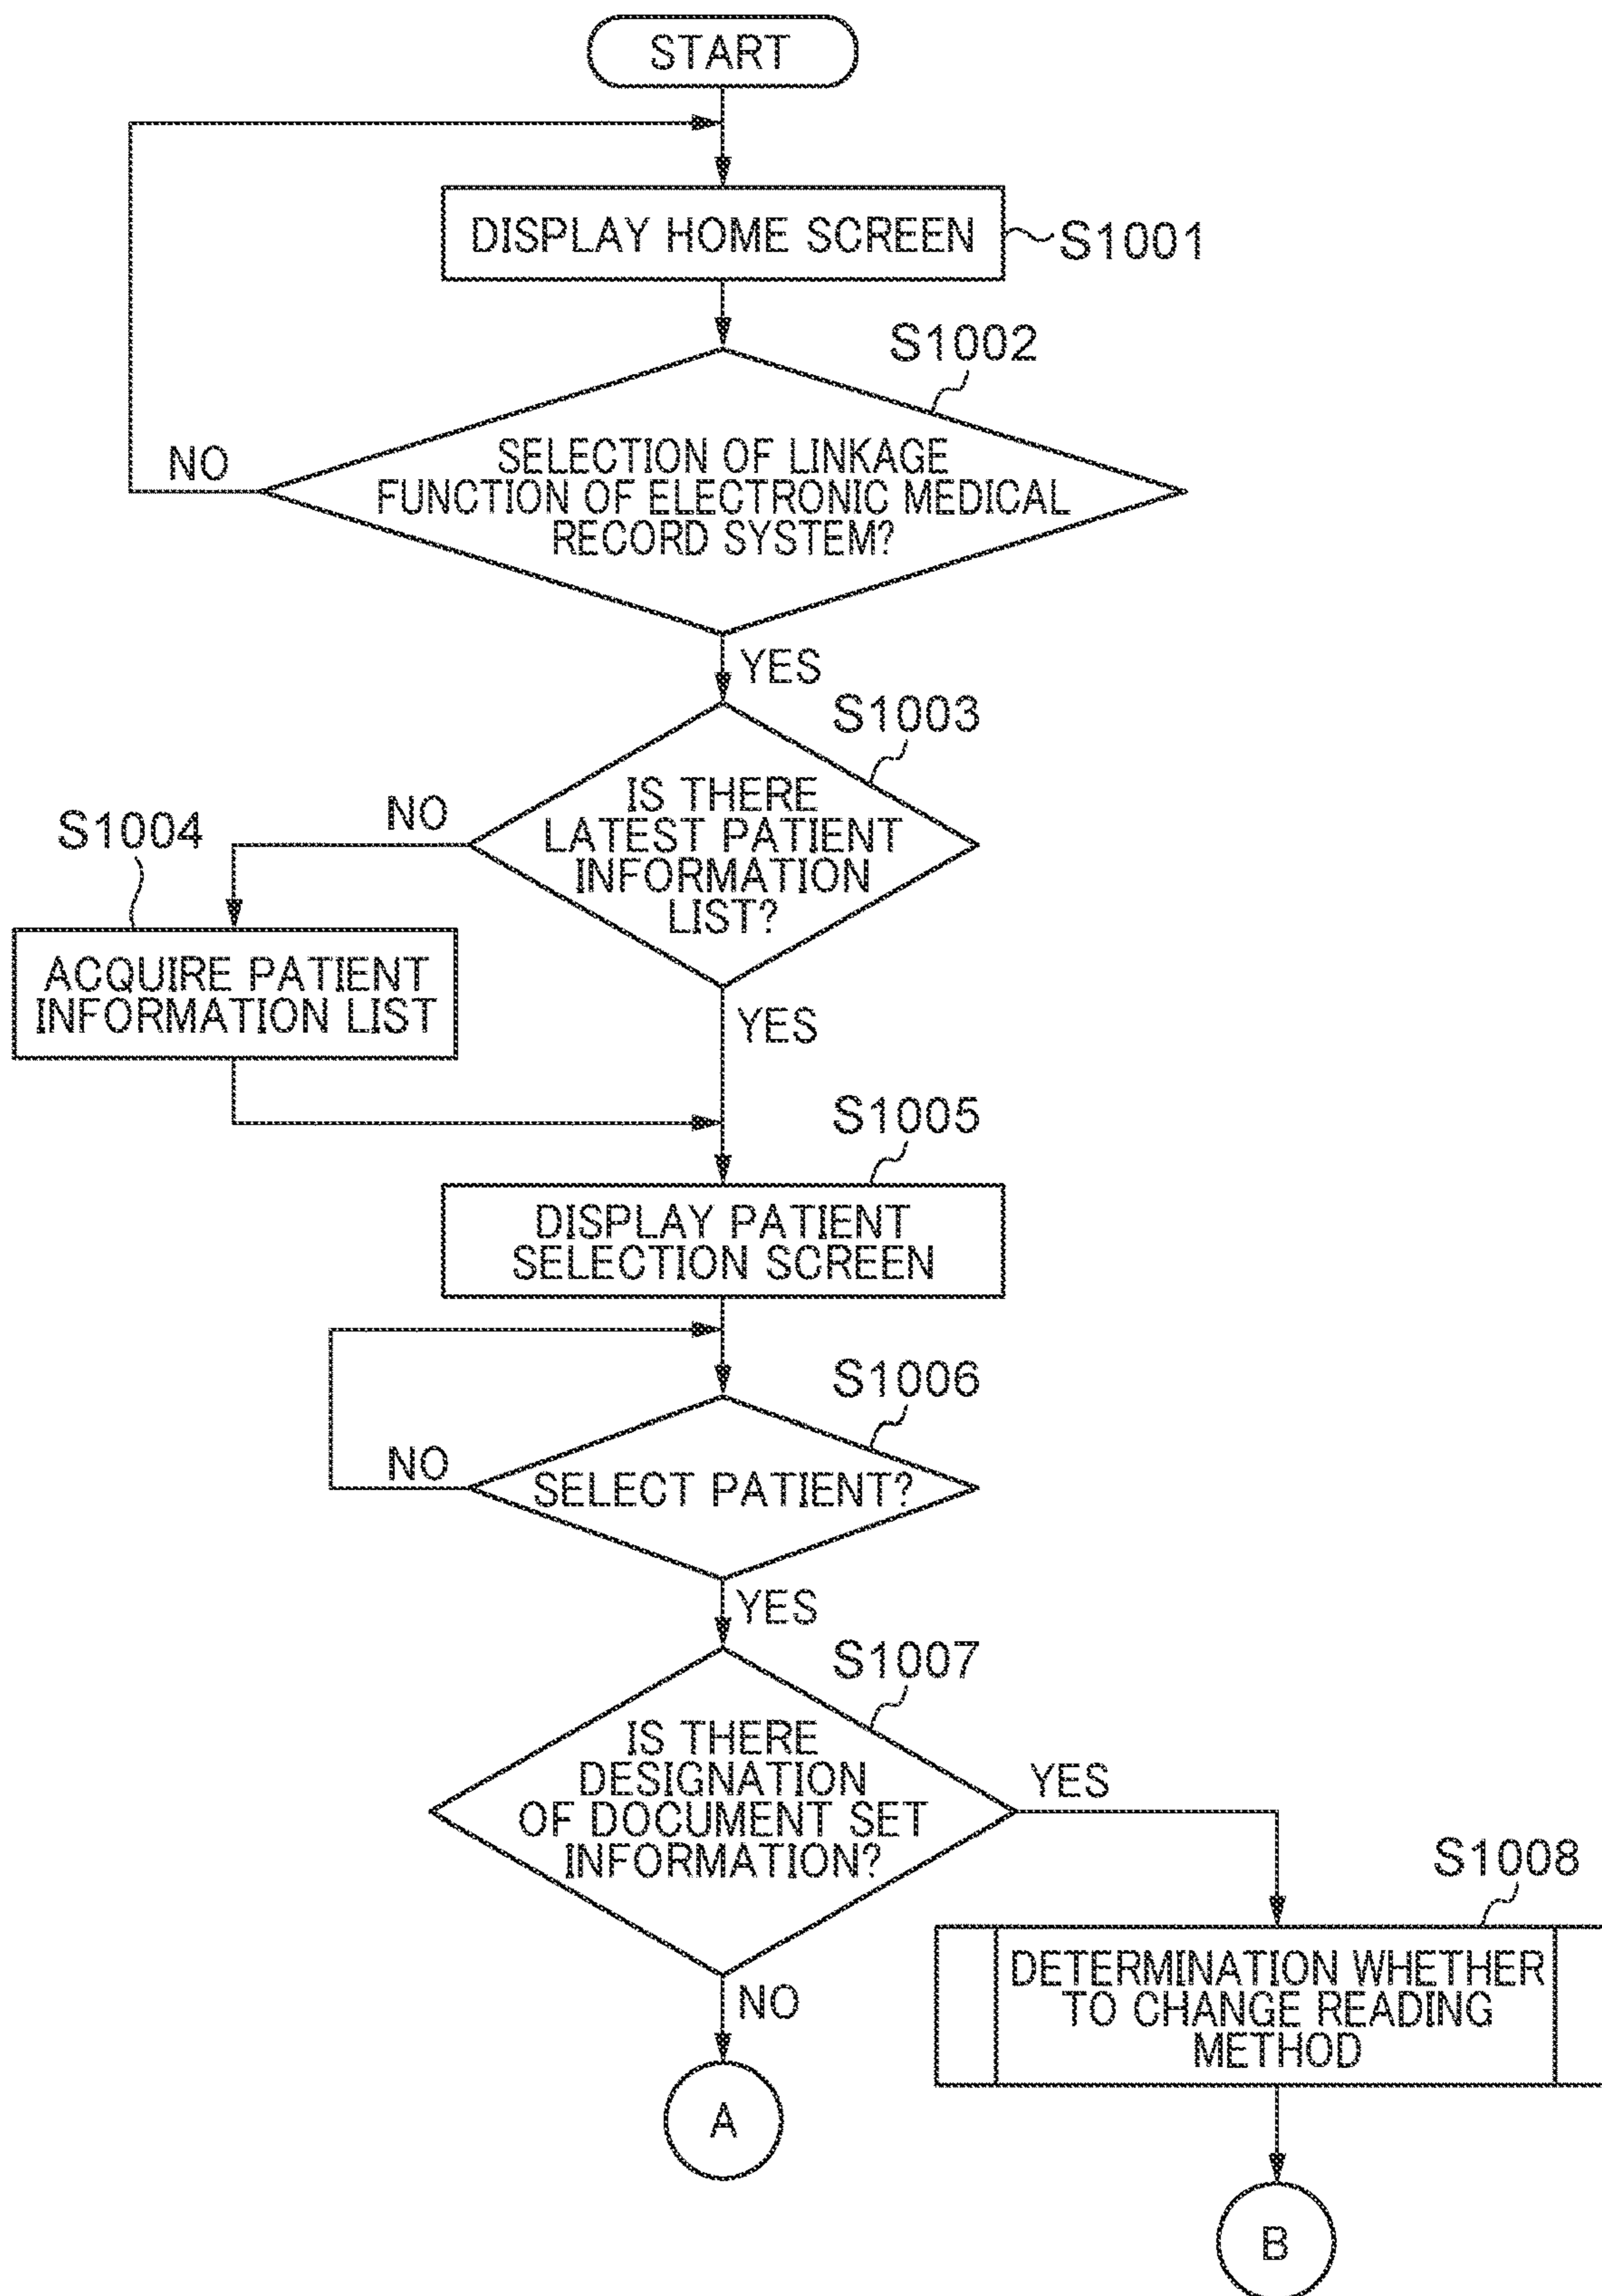 START
DISPLAY HOME SCREEN
S1001
S1002
SELECTION OF LINKAGE
FUNCTION OF ELECTRONIC MEDICAL
RECORD SYSTEM?
NO
YES
S1003
IS THERE
LATEST PATIENT
INFORMATION
LIST?
NO
S1004
ACQUIRE PATIENT
INFORMATION LIST
YES
S1005
DISPLAY PATIENT
SELECTION SCREEN
S1006
SELECT PATIENT?
NO
YES
S1007
IS THERE
DESIGNATION
OF DOCUMENT SET
INFORMATION?
YES
S1008
DETERMINATION WHETHER
TO CHANGE READING
METHOD
NO
A
B